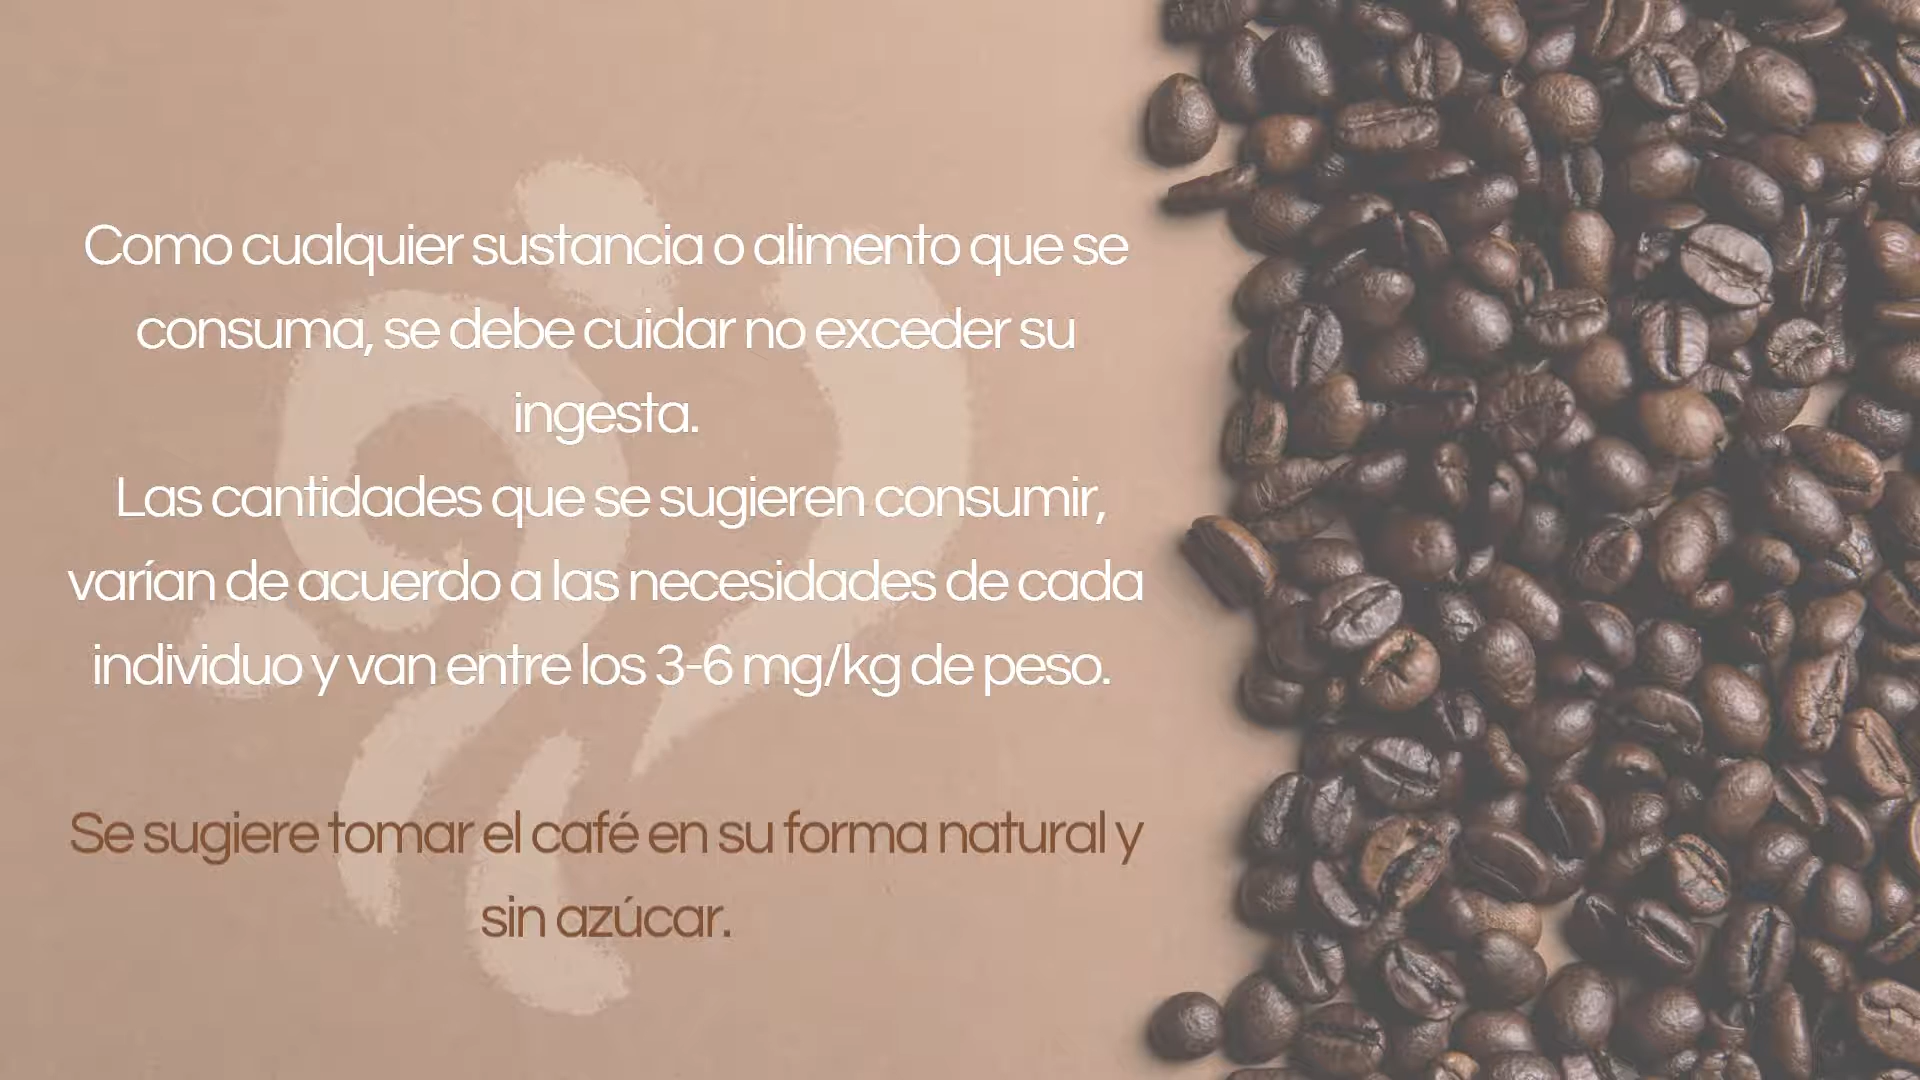 Como cualquier sustancia o alimento que se
consuma, se debe cuidar no exceder su
ingesta.
Las cantidades que se sugieren consumir,
varían de acuerdo a las necesidades de cada
individuo y van entre los 3-6 mg/kg de peso.
Se sugiere tomar el café en su forma natural y
sin azúcar.